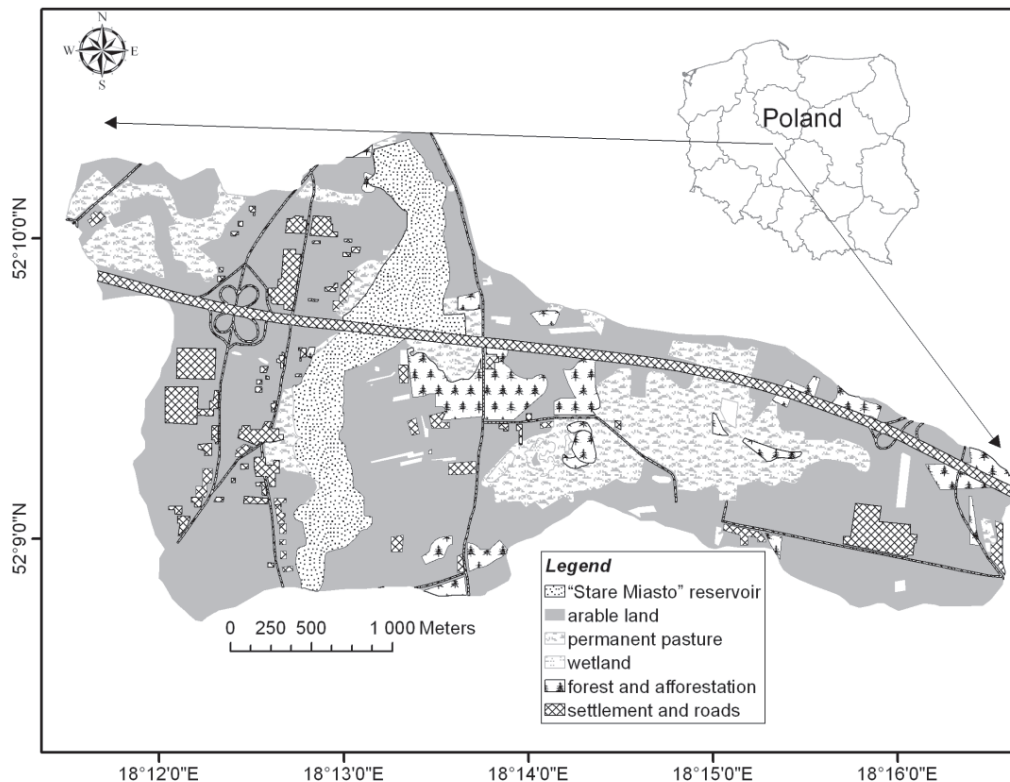 N
W E
S
Poland
52°10'0"N
52°9'0"N
Legend
"Stare Miasto" reservoir
arable land
permanent pasture
wetland
forest and afforestation
settlement and roads
0 250 500 1 000 Meters
18°12'0"E 18°13'0"E 18°14'0"E 18°15'0"E 18°16'0"E